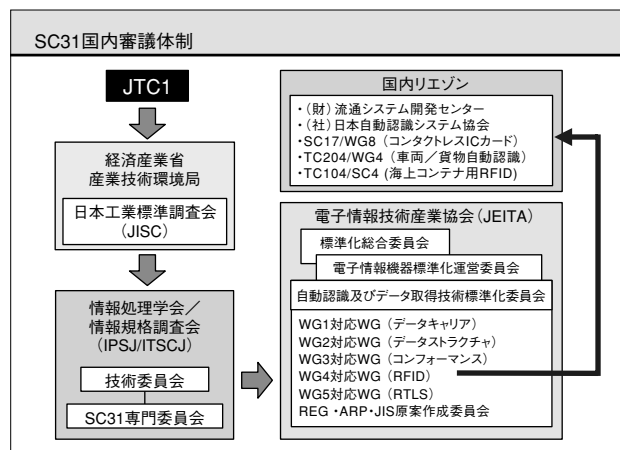 SC31国内審議体制
JTC1
経済産業省
産業技術環境局
日本工業標準調査会
(JISC)
情報処理学会／
情報規格調査会
(IPSJ/ITSCJ)
技術委員会
SC31専門委員会
国内リエゾン
・(財) 流通システム開発センター
・(社) 日本自動認識システム協会
・SC17/WG8 (コンタクトレスICカード)
・TC204/WG4 (車両／貨物自動認識)
・TC104/SC4 (海上コンテナ用RFID)
電子情報技術産業協会(JEITA)
標準化総合委員会
電子情報機器標準化運営委員会
自動認識及びデータ取得技術標準化委員会
WG1対応WG (データキャリア)
WG2対応WG (データストラクチャ)
WG3対応WG (コンフォーマンス)
WG4対応WG (RFID)
WG5対応WG (RTLS)
REG・ARP・JIS原案作成委員会